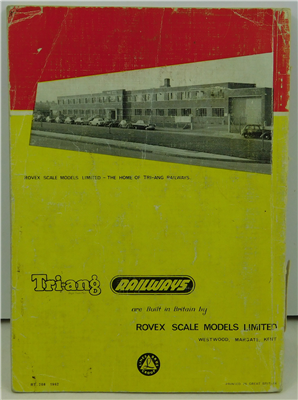 ROVEX SCALE MODELS LIMITED - THE HOME OF TRI-ANG RAILWAYS.
Tri-ang RAILWAYS
are Built in Britain by
ROVEX SCALE MODELS LIMITED
WESTWOOD, MARGATE, KENT